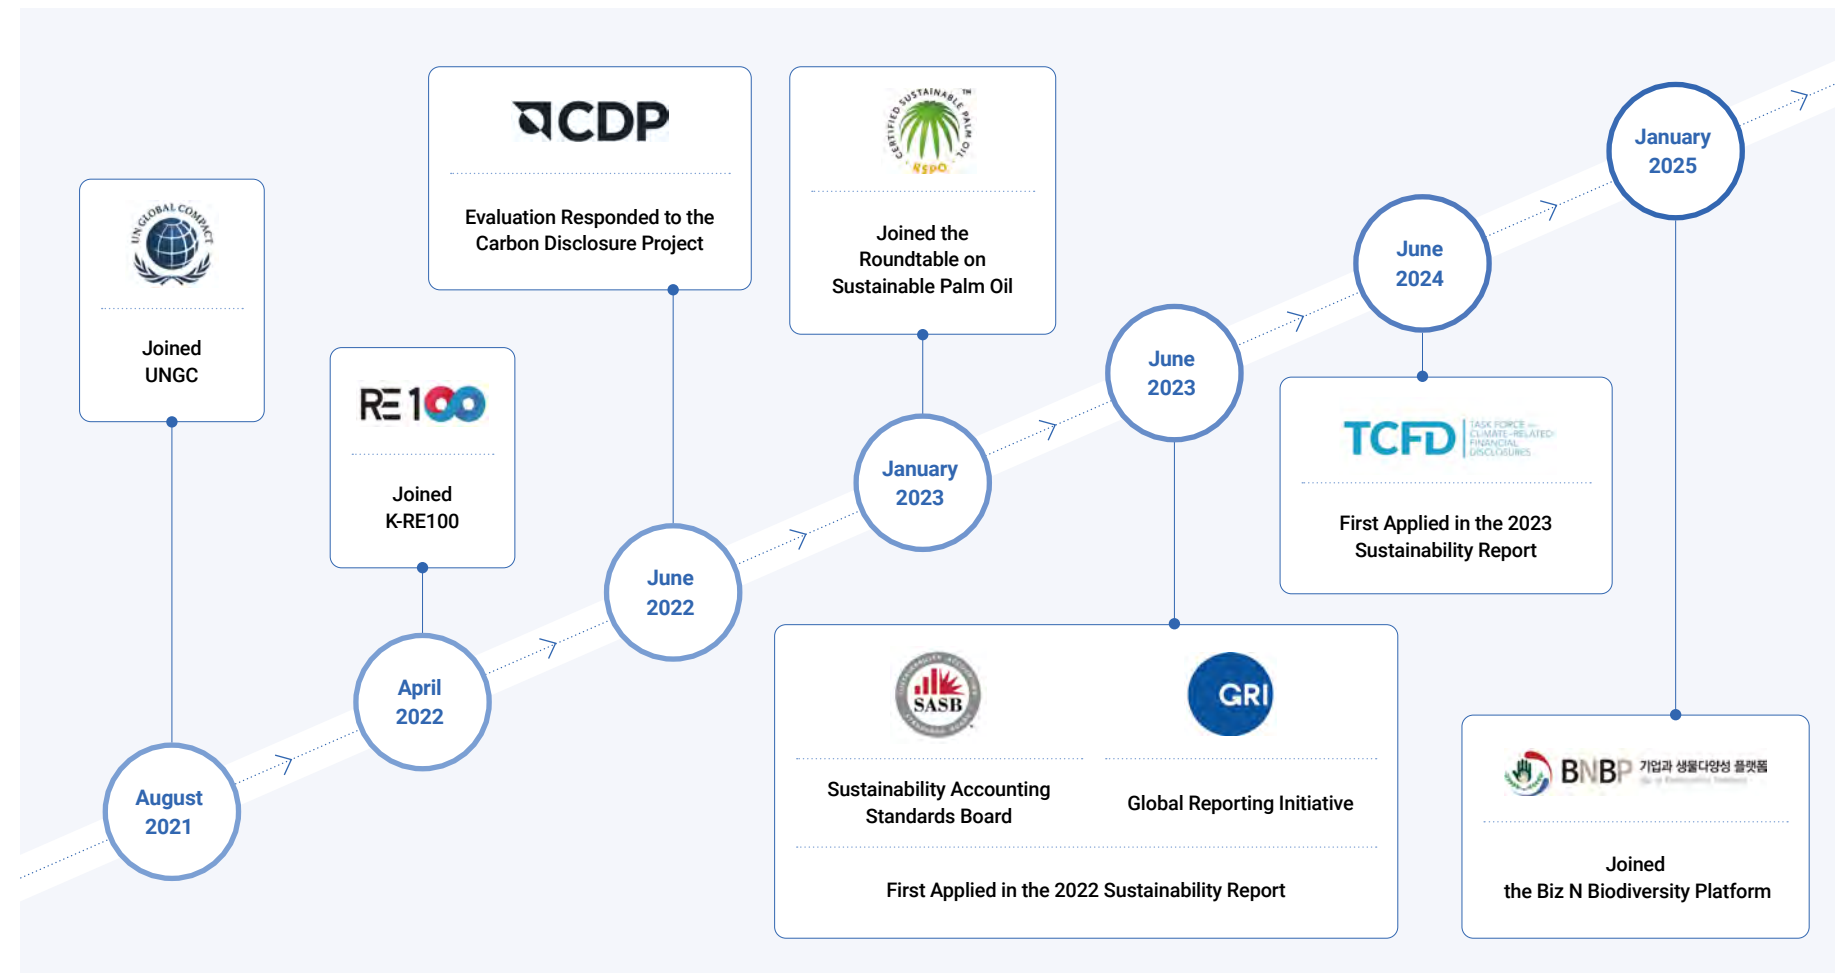 UN GLOBAL COMPACT
Joined
UNGC
August
2021
RE100
Joined
K-RE100
April
2022
CDP
Evaluation Responded to the
Carbon Disclosure Project
June
2022
CERTIFIED SUSTAINABLE PALM OIL
TM
RSPO
Joined the
Roundtable on
Sustainable Palm Oil
January
2023
June
2023
SASB
Sustainability Accounting
Standards Board
GRI
Global Reporting Initiative
First Applied in the 2022 Sustainability Report
June
2024
TCFD
TASK FORCE
CLIMATE-RELATED
FINANCIAL
DISCLOSURES
First Applied in the 2023
Sustainability Report
January
2025
BNBP 기업과 생물다양성 플랫폼
Joined
the Biz N Biodiversity Platform